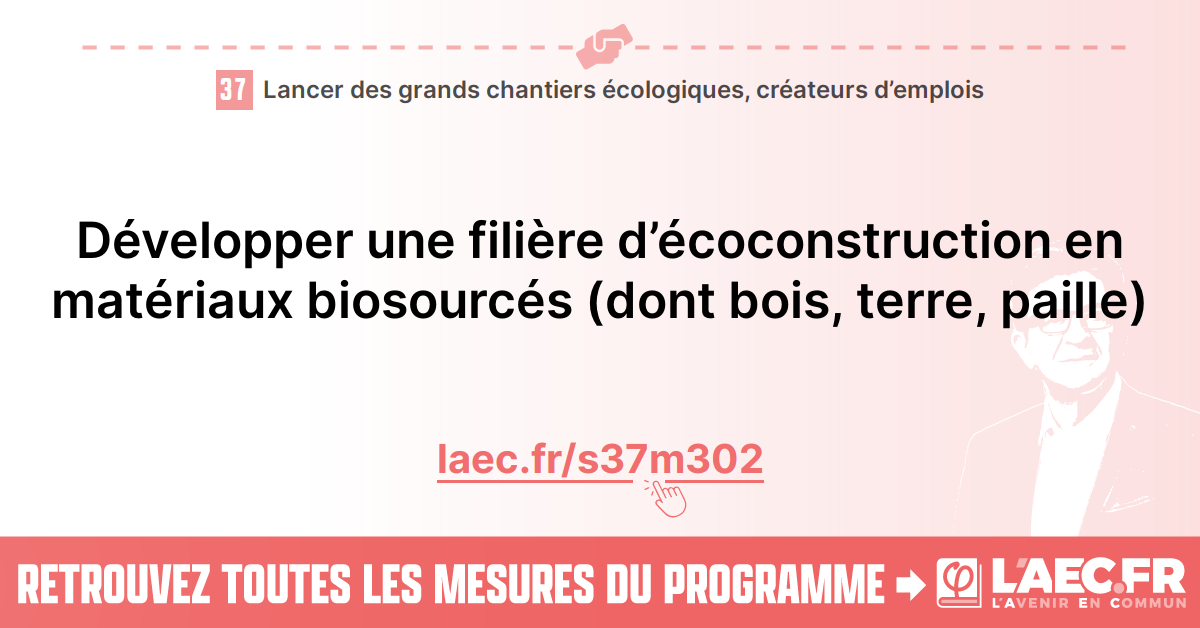 37 Lancer des grands chantiers écologiques, créateurs d’emplois
Développer une filière d’écoconstruction en
matériaux biosourcés (dont bois, terre, paille)
laec.fr/s37m302
RETROUVEZ TOUTES LES MESURES DU PROGRAMME
φ L'AEC.FR
L'AVENIR EN COMMUN